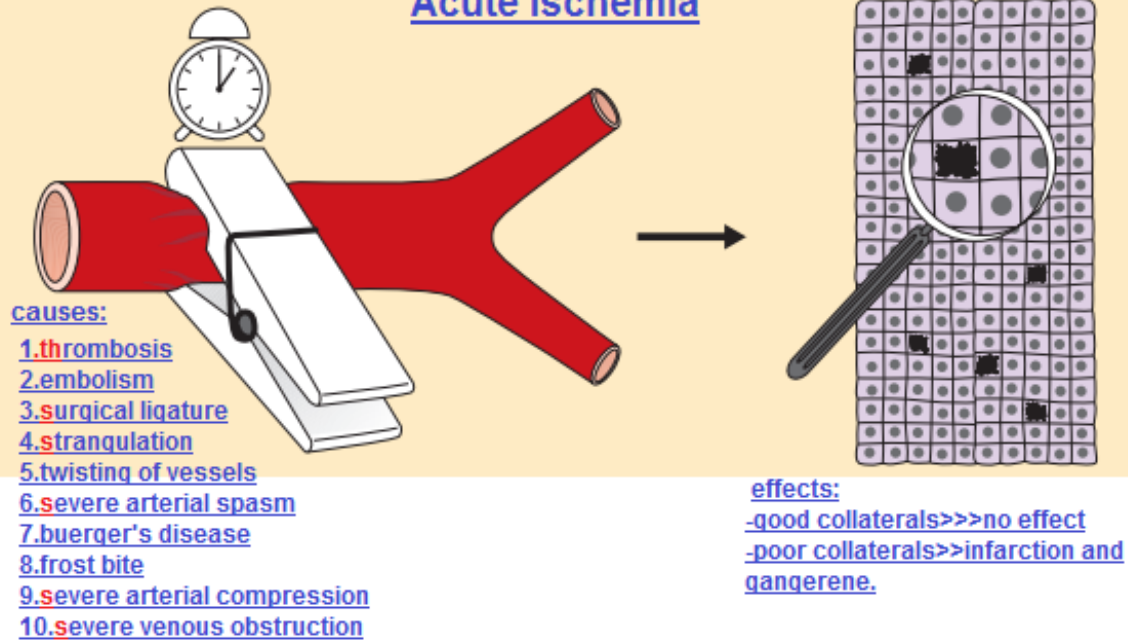 Acute ischemia
causes:
1.thrombosis
2.embolism
3.surgical ligature
4.strangulation
5.twisting of vessels
6.severe arterial spasm
7.buerger's disease
8.frost bite
9.severe arterial compression
10.severe venous obstruction
effects:
-good collaterals>>>no effect
-poor collaterals>>infarction and
gangerene.